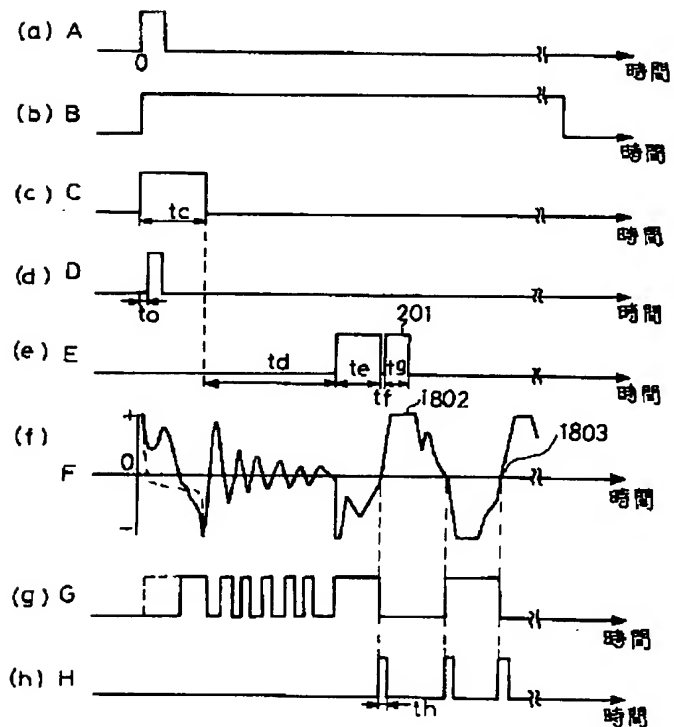 (a) A
0
時間
(b) B
時間
(c) C
tc
時間
(d) D
to
時間
(e) E
td
te
tf
tg
201
時間
(f)
F
+
0
−
1802
1803
時間
(g) G
時間
(h) H
th
時間